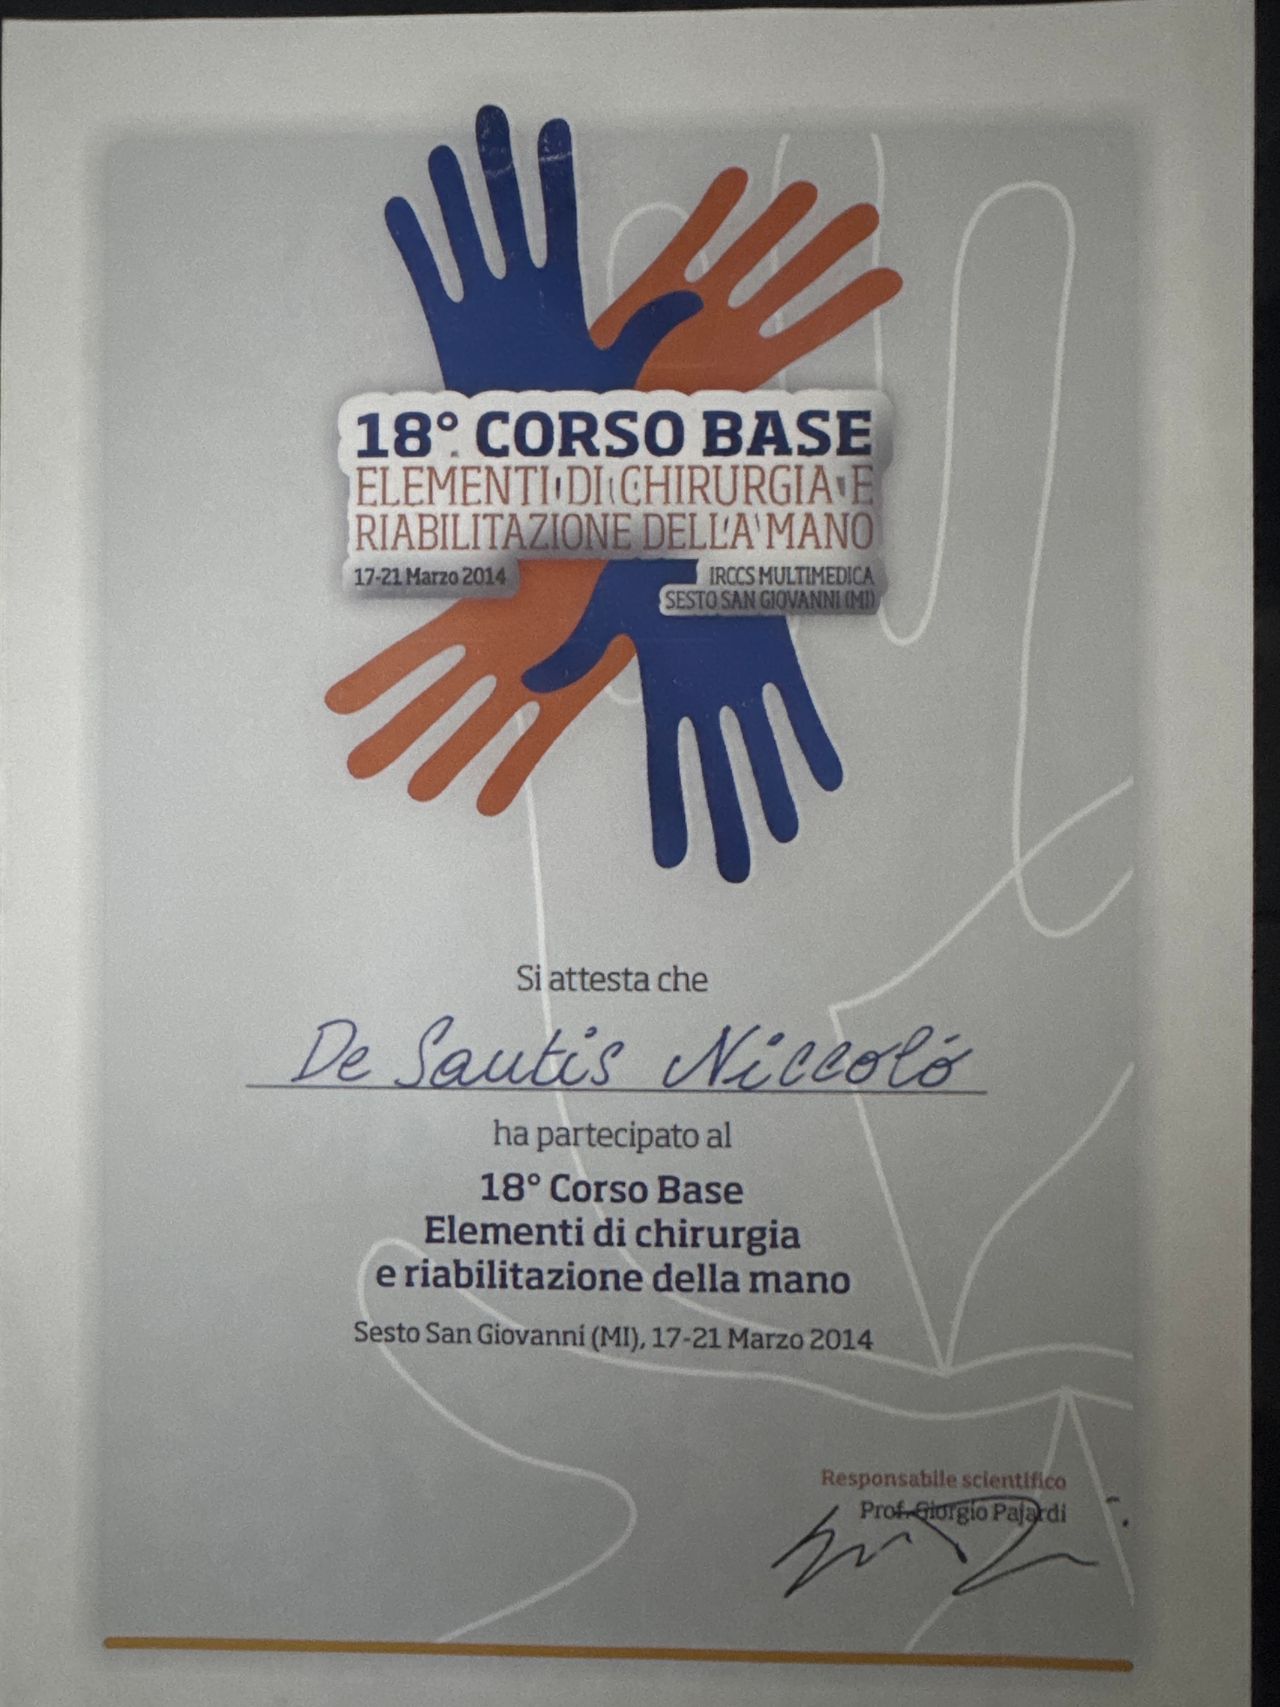 18° CORSO BASE
ELEMENTI DI CHIRURGIA E
RIABILITAZIONE DELLA MANO
17-21 Marzo 2014
IRCCS MULTIMEDICA
SESTO SAN GIOVANNI (MI)
Si attesta che
De Santis Niccoló
ha partecipato al
18° Corso Base
Elementi di chirurgia
e riabilitazione della mano
Sesto San Giovanni (MI), 17-21 Marzo 2014
Responsabile scientifico
Prof. Giorgio Pajardi